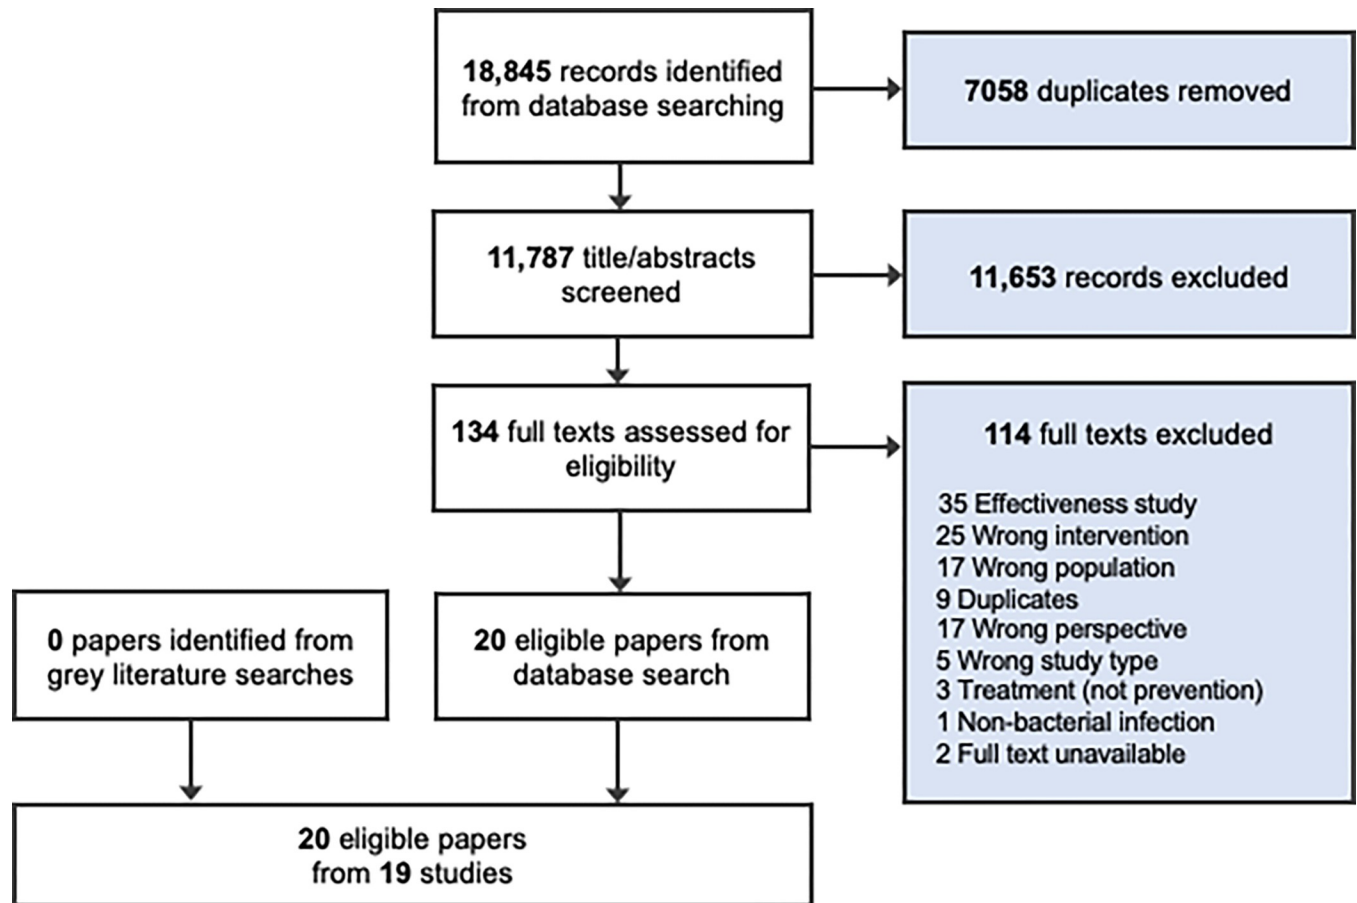 18,845 records identified
from database searching
7058 duplicates removed
11,787 title/abstracts
screened
11,653 records excluded
134 full texts assessed for
eligibility
114 full texts excluded
35 Effectiveness study
25 Wrong intervention
17 Wrong population
9 Duplicates
17 Wrong perspective
5 Wrong study type
3 Treatment (not prevention)
1 Non-bacterial infection
2 Full text unavailable
0 papers identified from
grey literature searches
20 eligible papers from
database search
20 eligible papers
from 19 studies